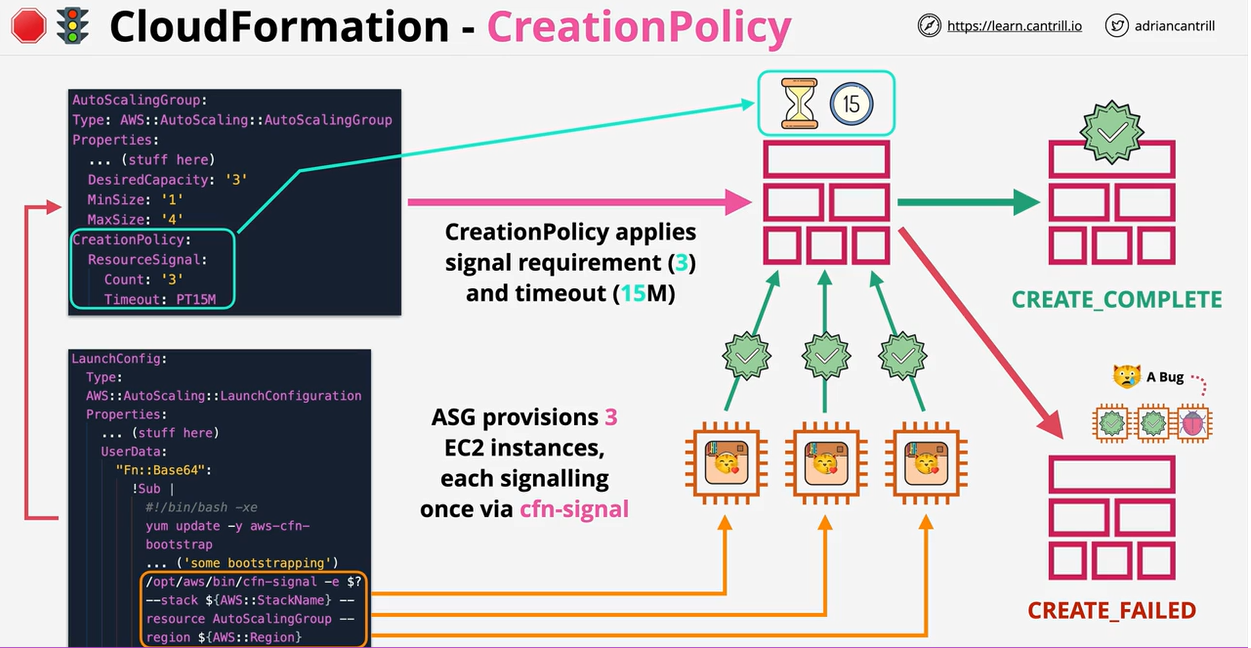 CloudFormation - CreationPolicy
https://learn.cantrill.io
adriancantrill
AutoScalingGroup:
Type: AWS::AutoScaling::AutoScalingGroup
Properties:
... (stuff here)
DesiredCapacity: '3'
MinSize: '1'
MaxSize: '4'
CreationPolicy:
ResourceSignal:
Count: '3'
Timeout: PT15M
15
CreationPolicy applies
signal requirement (3)
and timeout (15M)
CREATE_COMPLETE
LaunchConfig:
Type:
AWS::AutoScaling::LaunchConfiguration
Properties:
... (stuff here)
UserData:
"Fn::Base64":
!Sub |
#!/bin/bash -xe
yum update -y aws-cfn-
bootstrap
... ('some bootstrapping')
/opt/aws/bin/cfn-signal -e $?
--stack ${AWS::StackName} --
resource AutoScalingGroup --
region ${AWS::Region}
ASG provisions 3
EC2 instances,
each signalling
once via cfn-signal
A Bug
CREATE_FAILED